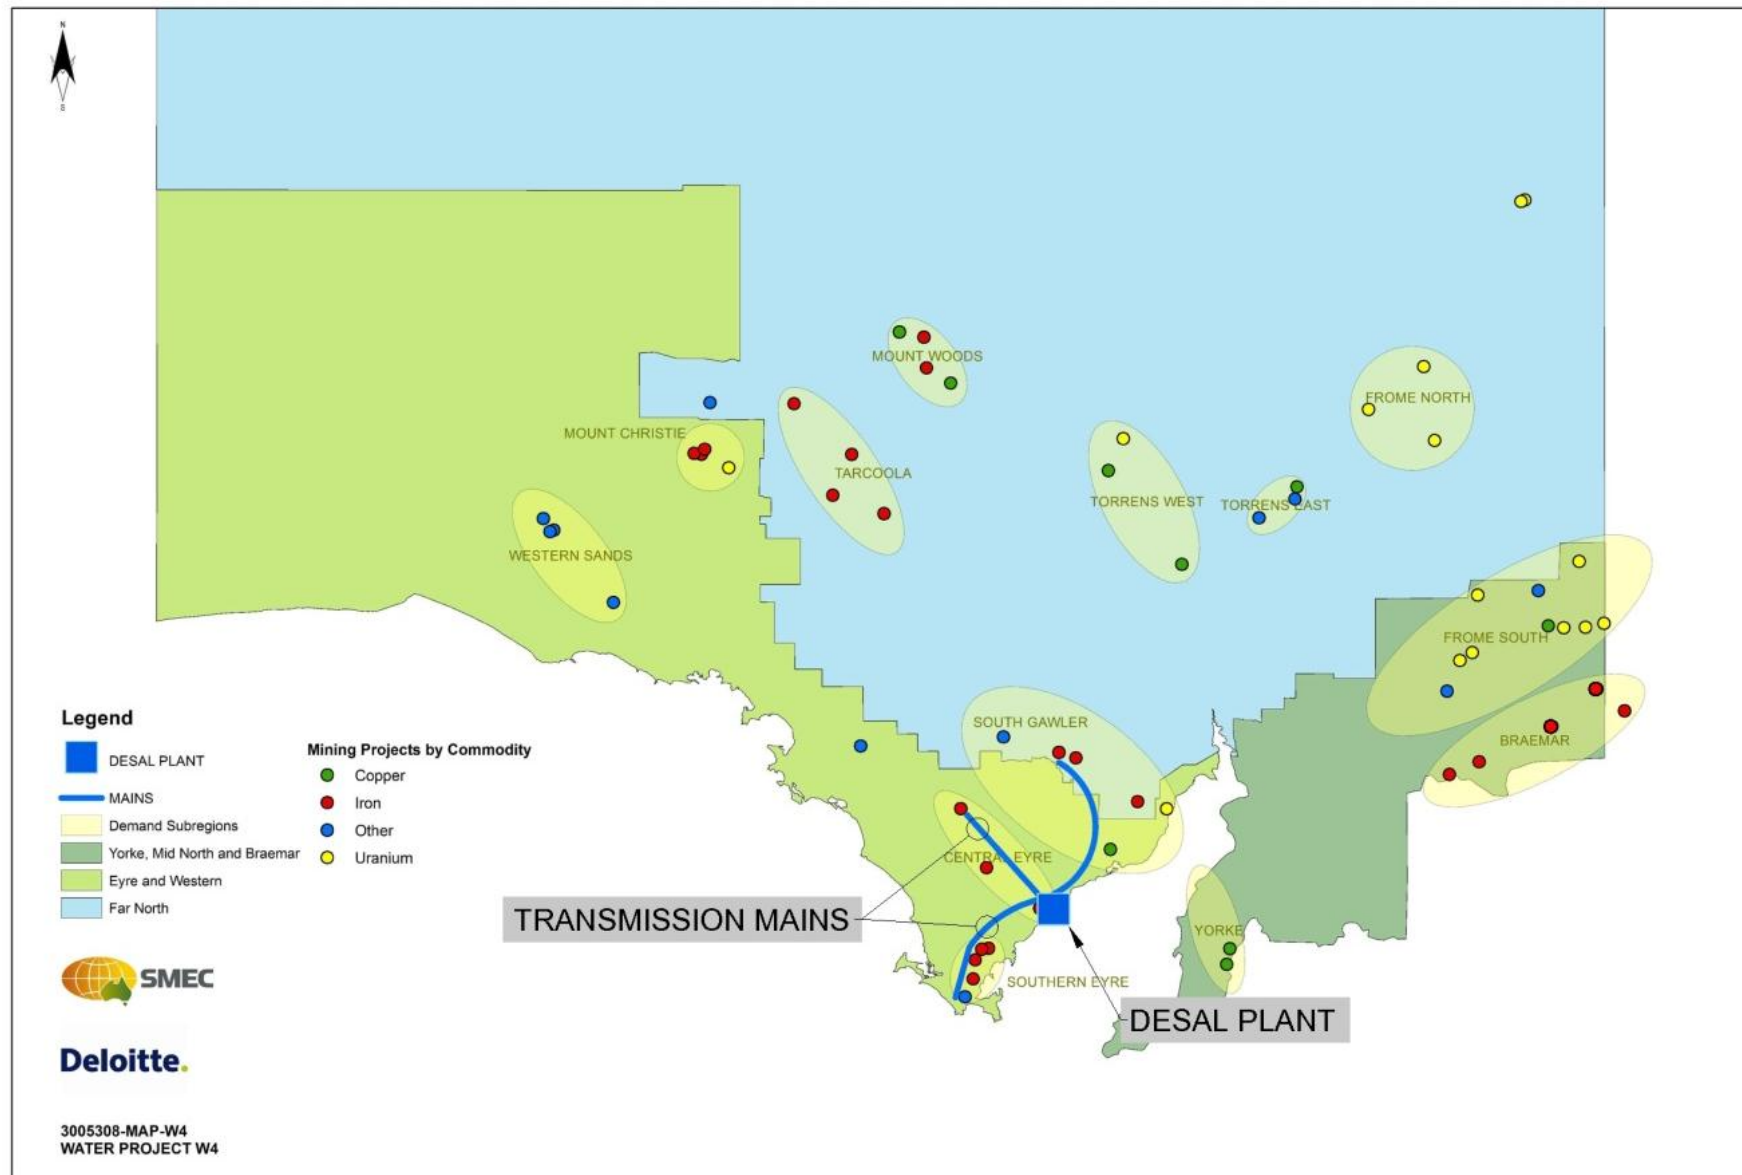 N
S
MOUNT WOODS
FROME NORTH
MOUNT CHRISTIE
TARCOOLA
TORRENS WEST
TORRENS EAST
WESTERN SANDS
FROME SOUTH
SOUTH GAWLER
BRAEMAR
CENTRAL EYRE
TRANSMISSION MAINS
YORKE
SOUTHERN EYRE
DESAL PLANT
Legend
DESAL PLANT
MAINS
Demand Subregions
Yorke, Mid North and Braemar
Eyre and Western
Far North
Mining Projects by Commodity
Copper
Iron
Other
Uranium
SMEC
Deloitte.
3005308-MAP-W4
WATER PROJECT W4